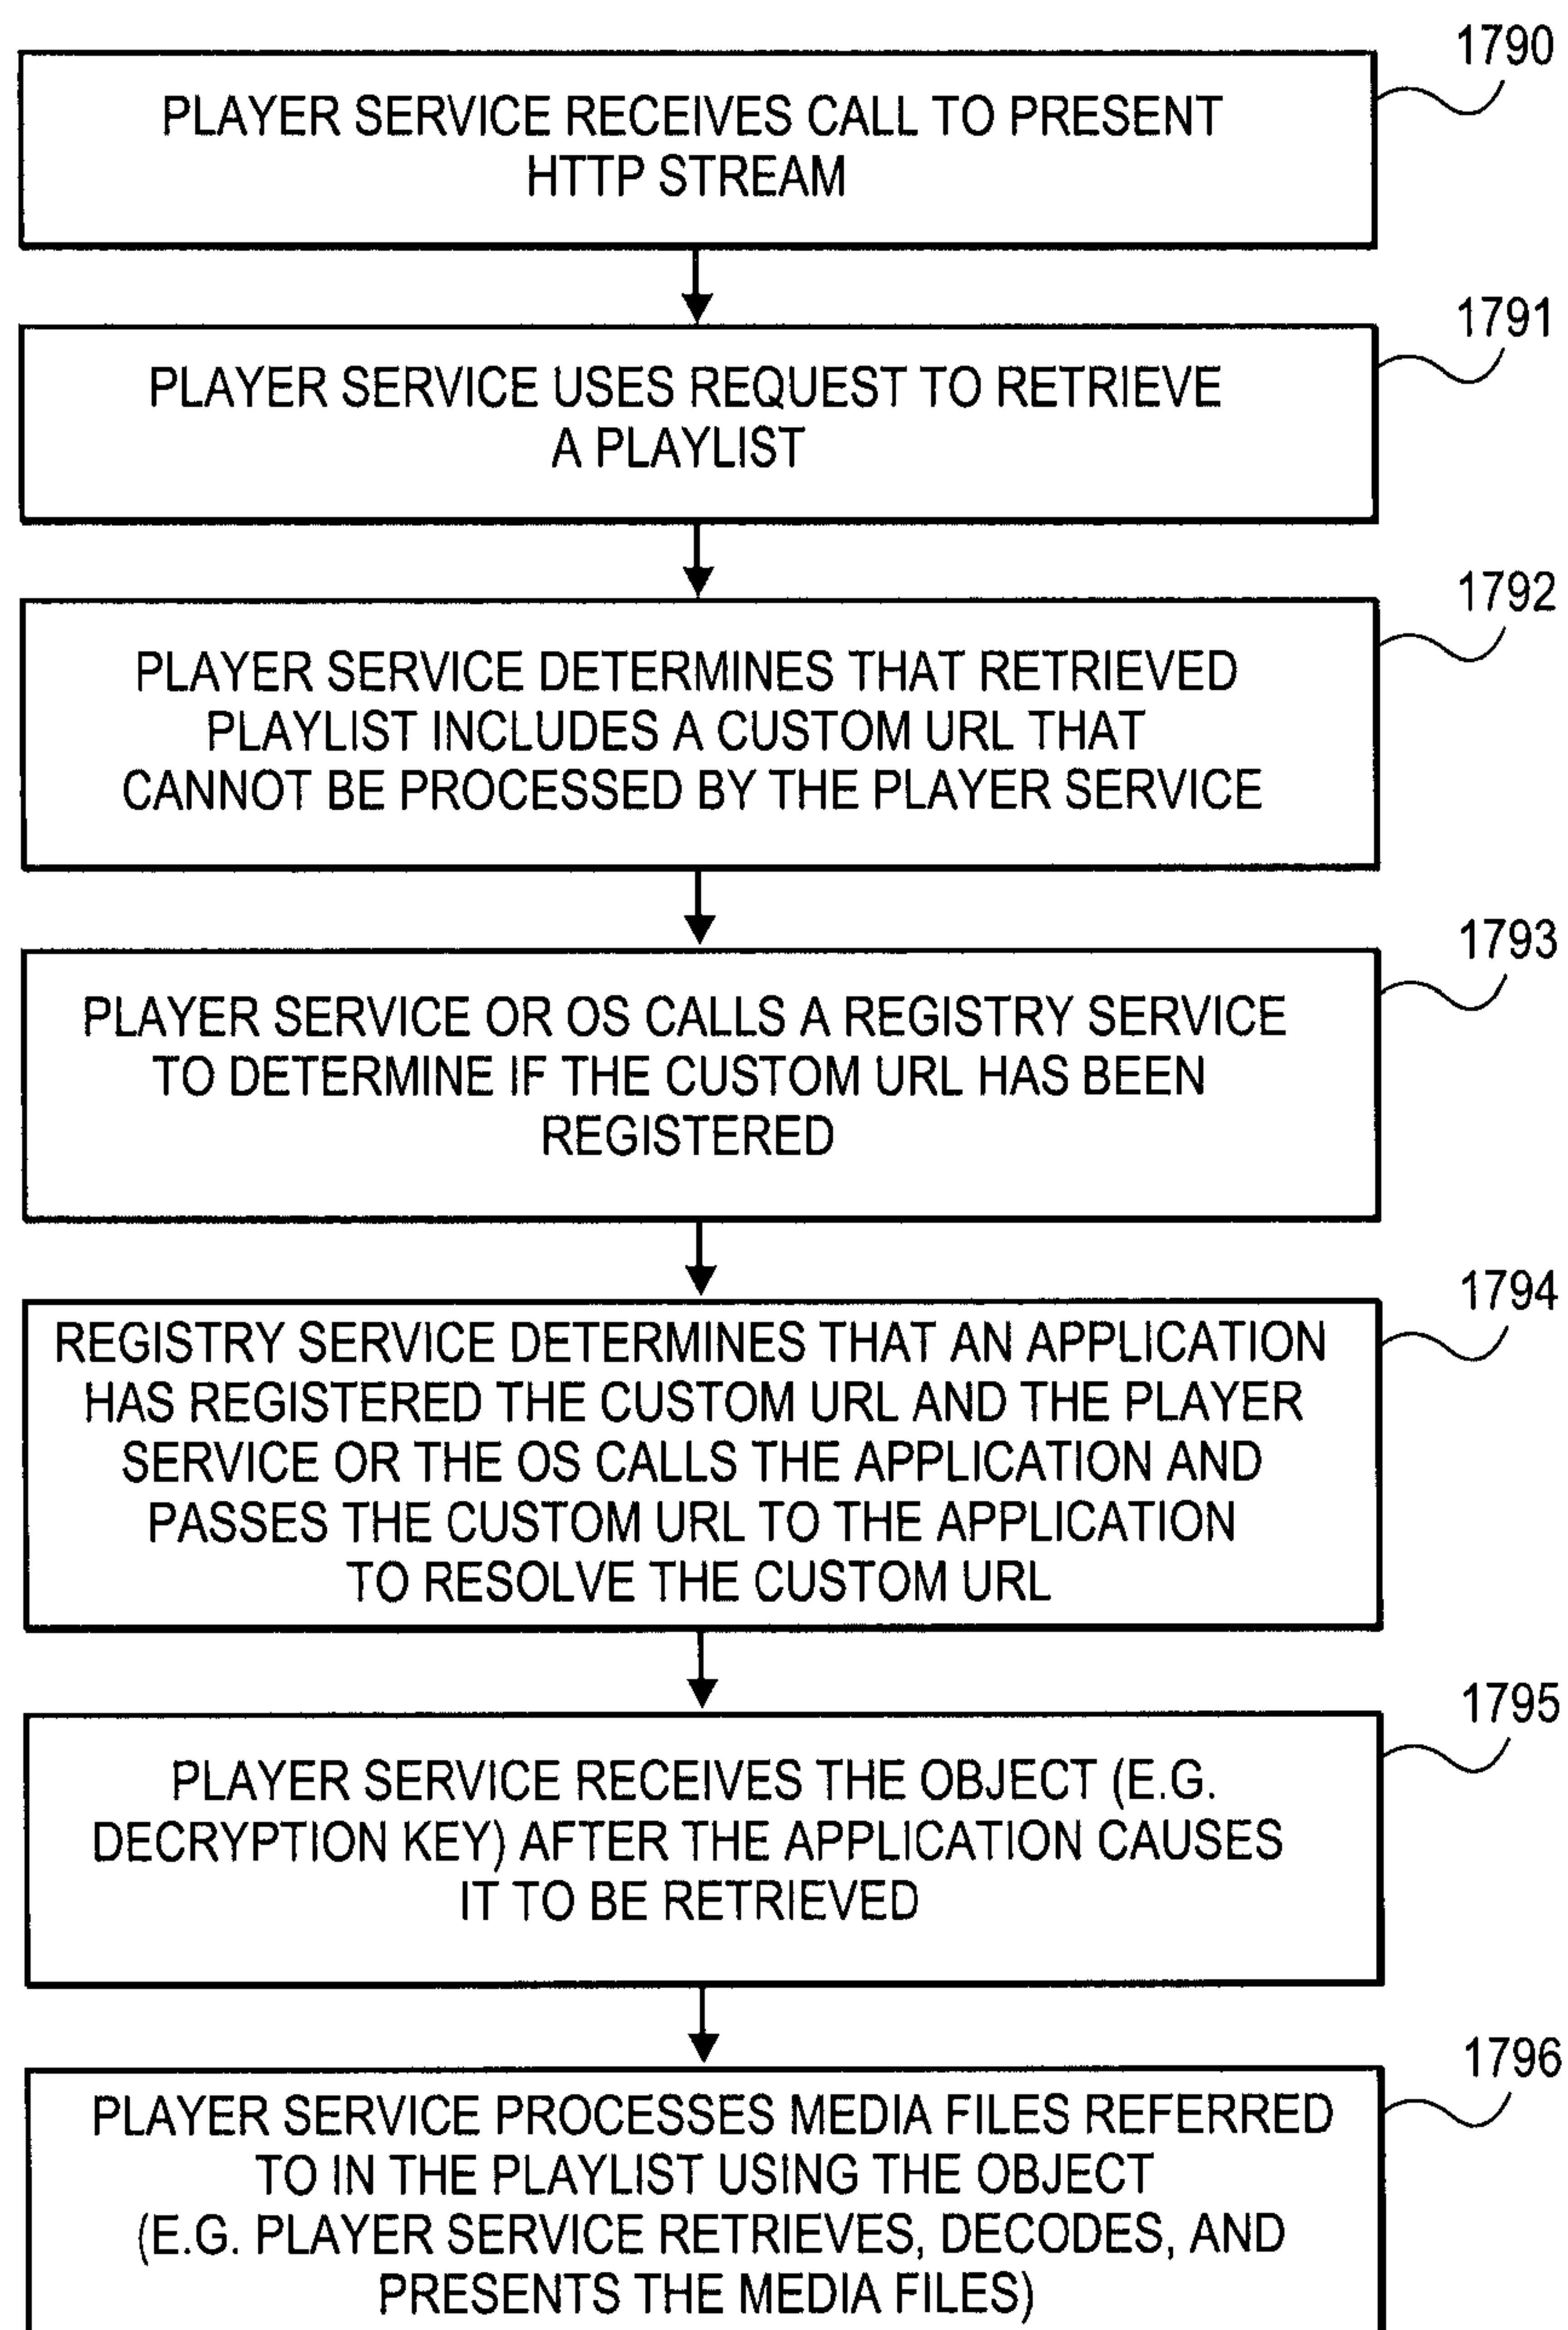 1790
PLAYER SERVICE RECEIVES CALL TO PRESENT
HTTP STREAM
1791
PLAYER SERVICE USES REQUEST TO RETRIEVE
A PLAYLIST
1792
PLAYER SERVICE DETERMINES THAT RETRIEVED
PLAYLIST INCLUDES A CUSTOM URL THAT
CANNOT BE PROCESSED BY THE PLAYER SERVICE
1793
PLAYER SERVICE OR OS CALLS A REGISTRY SERVICE
TO DETERMINE IF THE CUSTOM URL HAS BEEN
REGISTERED
1794
REGISTRY SERVICE DETERMINES THAT AN APPLICATION
HAS REGISTERED THE CUSTOM URL AND THE PLAYER
SERVICE OR THE OS CALLS THE APPLICATION AND
PASSES THE CUSTOM URL TO THE APPLICATION
TO RESOLVE THE CUSTOM URL
1795
PLAYER SERVICE RECEIVES THE OBJECT (E.G.
DECRYPTION KEY) AFTER THE APPLICATION CAUSES
IT TO BE RETRIEVED
1796
PLAYER SERVICE PROCESSES MEDIA FILES REFERRED
TO IN THE PLAYLIST USING THE OBJECT
(E.G. PLAYER SERVICE RETRIEVES, DECODES, AND
PRESENTS THE MEDIA FILES)